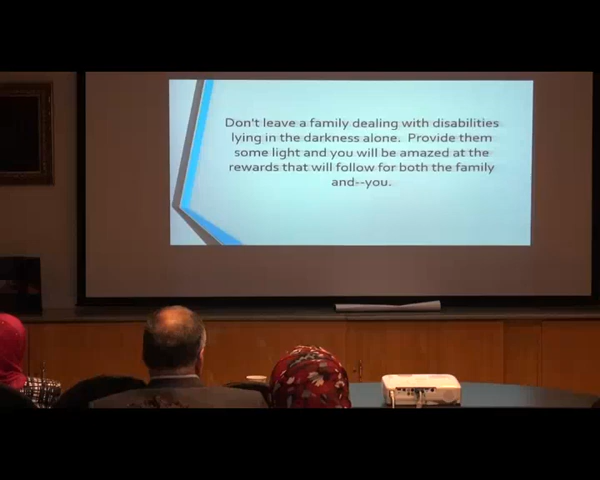 Don't leave a family dealing with disabilities
lying in the darkness alone.  Provide them
some light and you will be amazed at the
rewards that will follow for both the family
and--you.